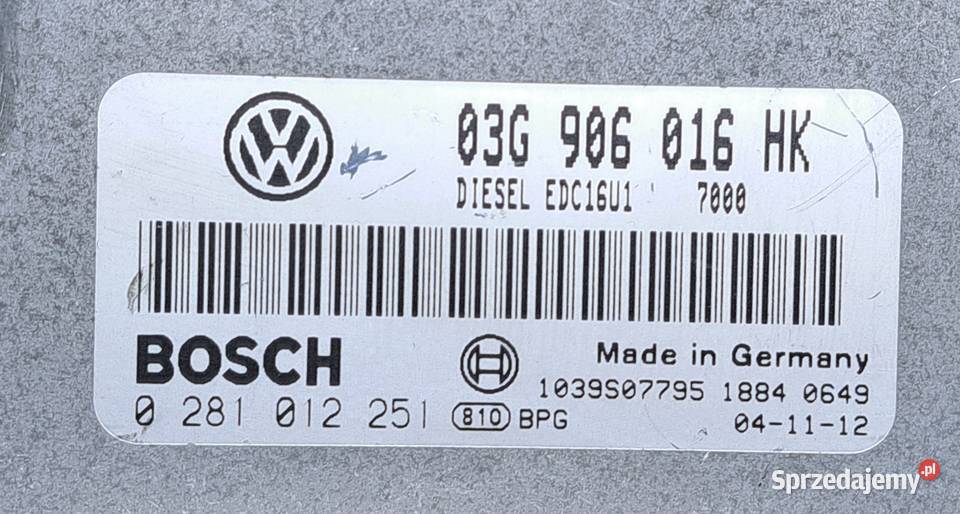 03G 906 016 HK
DIESEL EDC16U1 7000
BOSCH
Made in Germany
1039S07795 1884 0649
0 281 012 251 810 BPG
04-11-12
Sprzedajemy.pl